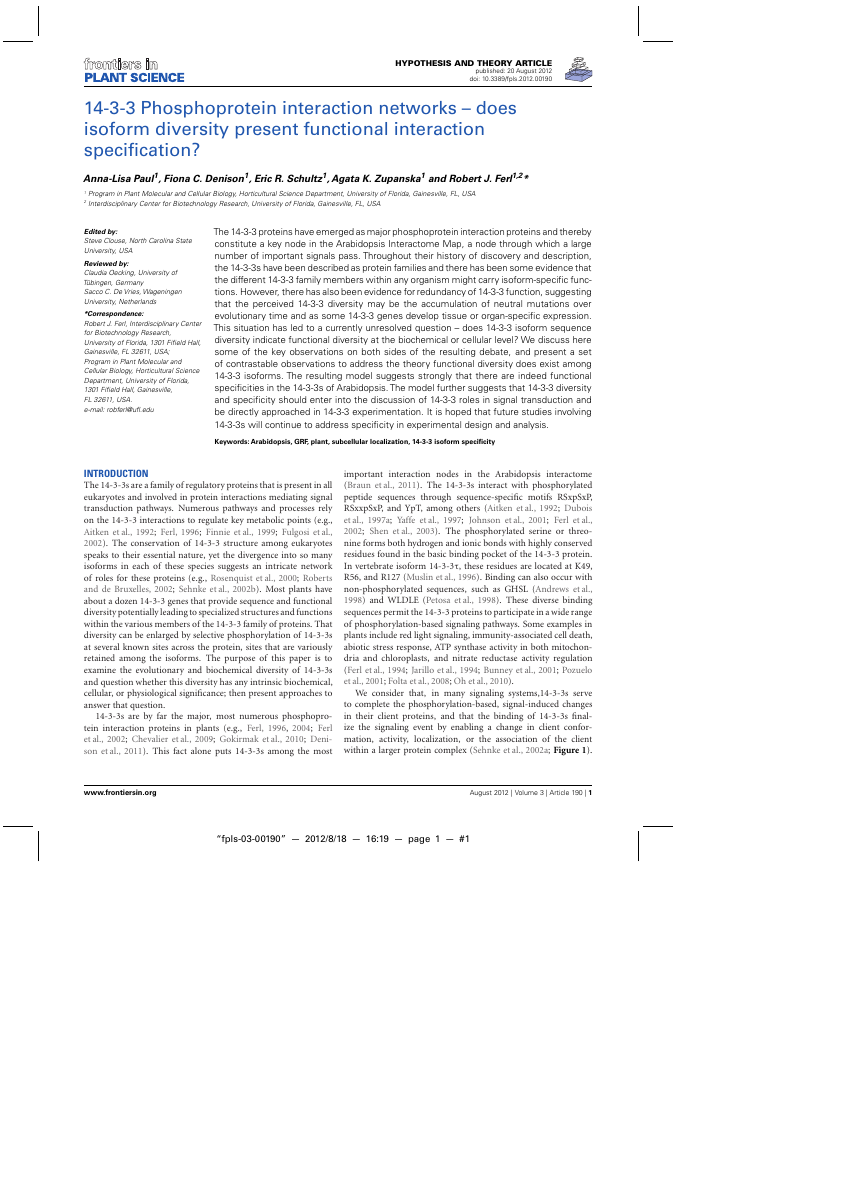 frontiers in
PLANT SCIENCE
HYPOTHESIS AND THEORY ARTICLE
published: 20 August 2012
doi: 10.3389/fpls.2012.00190
14-3-3 Phosphoprotein interaction networks – does
isoform diversity present functional interaction
specification?
Anna-Lisa Paul1, Fiona C. Denison1, Eric R. Schultz1, Agata K. Zupanska1 and Robert J. Ferl1,2*
1 Program in Plant Molecular and Cellular Biology, Horticultural Science Department, University of Florida, Gainesville, FL, USA
2 Interdisciplinary Center for Biotechnology Research, University of Florida, Gainesville, FL, USA
Edited by:
Steve Clouse, North Carolina State
University, USA
Reviewed by:
Claudia Oecking, University of
Tübingen, Germany
Sacco C. De Vries, Wageningen
University, Netherlands
*Correspondence:
Robert J. Ferl, Interdisciplinary Center
for Biotechnology Research,
University of Florida, 1301 Fifield Hall,
Gainesville, FL 32611, USA;
Program in Plant Molecular and
Cellular Biology, Horticultural Science
Department, University of Florida,
1301 Fifield Hall, Gainesville,
FL 32611, USA.
e-mail: robferl@ufl.edu
The 14-3-3 proteins have emerged as major phosphoprotein interaction proteins and thereby
constitute a key node in the Arabidopsis Interactome Map, a node through which a large
number of important signals pass. Throughout their history of discovery and description,
the 14-3-3s have been described as protein families and there has been some evidence that
the different 14-3-3 family members within any organism might carry isoform-specific func-
tions. However, there has also been evidence for redundancy of 14-3-3 function, suggesting
that the perceived 14-3-3 diversity may be the accumulation of neutral mutations over
evolutionary time and as some 14-3-3 genes develop tissue or organ-specific expression.
This situation has led to a currently unresolved question – does 14-3-3 isoform sequence
diversity indicate functional diversity at the biochemical or cellular level? We discuss here
some of the key observations on both sides of the resulting debate, and present a set
of contrastable observations to address the theory functional diversity does exist among
14-3-3 isoforms. The resulting model suggests strongly that there are indeed functional
specificities in the 14-3-3s of Arabidopsis. The model further suggests that 14-3-3 diversity
and specificity should enter into the discussion of 14-3-3 roles in signal transduction and
be directly approached in 14-3-3 experimentation. It is hoped that future studies involving
14-3-3s will continue to address specificity in experimental design and analysis.
Keywords: Arabidopsis, GRF, plant, subcellular localization, 14-3-3 isoform specificity
INTRODUCTION
The 14-3-3s are a family of regulatory proteins that is present in all
eukaryotes and involved in protein interactions mediating signal
transduction pathways. Numerous pathways and processes rely
on the 14-3-3 interactions to regulate key metabolic points (e.g.,
Aitken et al., 1992; Ferl, 1996; Finnie et al., 1999; Fulgosi et al.,
2002). The conservation of 14-3-3 structure among eukaryotes
speaks to their essential nature, yet the divergence into so many
isoforms in each of these species suggests an intricate network
of roles for these proteins (e.g., Rosenquist et al., 2000; Roberts
and de Bruxelles, 2002; Sehnke et al., 2002b). Most plants have
about a dozen 14-3-3 genes that provide sequence and functional
diversity potentially leading to specialized structures and functions
within the various members of the 14-3-3 family of proteins. That
diversity can be enlarged by selective phosphorylation of 14-3-3s
at several known sites across the protein, sites that are variously
retained among the isoforms. The purpose of this paper is to
examine the evolutionary and biochemical diversity of 14-3-3s
and question whether this diversity has any intrinsic biochemical,
cellular, or physiological significance; then present approaches to
answer that question.
14-3-3s are by far the major, most numerous phosphopro-
tein interaction proteins in plants (e.g., Ferl, 1996, 2004; Ferl
et al., 2002; Chevalier et al., 2009; Gokirmak et al., 2010; Deni-
son et al., 2011). This fact alone puts 14-3-3s among the most
important interaction nodes in the Arabidopsis interactome
(Braun et al., 2011). The 14-3-3s interact with phosphorylated
peptide sequences through sequence-specific motifs RSxpSxP,
RSxxpSxP, and YpT, among others (Aitken et al., 1992; Dubois
et al., 1997a; Yaffe et al., 1997; Johnson et al., 2001; Ferl et al.,
2002; Shen et al., 2003). The phosphorylated serine or threo-
nine forms both hydrogen and ionic bonds with highly conserved
residues found in the basic binding pocket of the 14-3-3 protein.
In vertebrate isoform 14-3-3τ, these residues are located at K49,
R56, and R127 (Muslin et al., 1996). Binding can also occur with
non-phosphorylated sequences, such as GHSL (Andrews et al.,
1998) and WLDLE (Petosa et al., 1998). These diverse binding
sequences permit the 14-3-3 proteins to participate in a wide range
of phosphorylation-based signaling pathways. Some examples in
plants include red light signaling, immunity-associated cell death,
abiotic stress response, ATP synthase activity in both mitochon-
dria and chloroplasts, and nitrate reductase activity regulation
(Ferl et al., 1994; Jarillo et al., 1994; Bunney et al., 2001; Pozuelo
et al., 2001; Folta et al., 2008; Oh et al., 2010).
We consider that, in many signaling systems,14-3-3s serve
to complete the phosphorylation-based, signal-induced changes
in their client proteins, and that the binding of 14-3-3s final-
ize the signaling event by enabling a change in client confor-
mation, activity, localization, or the association of the client
within a larger protein complex (Sehnke et al., 2002a; Figure 1).
www.frontiersin.org
August 2012 | Volume 3 | Article 190 | 1
“fpls-03-00190” — 2012/8/18 — 16:19 — page 1 — #1